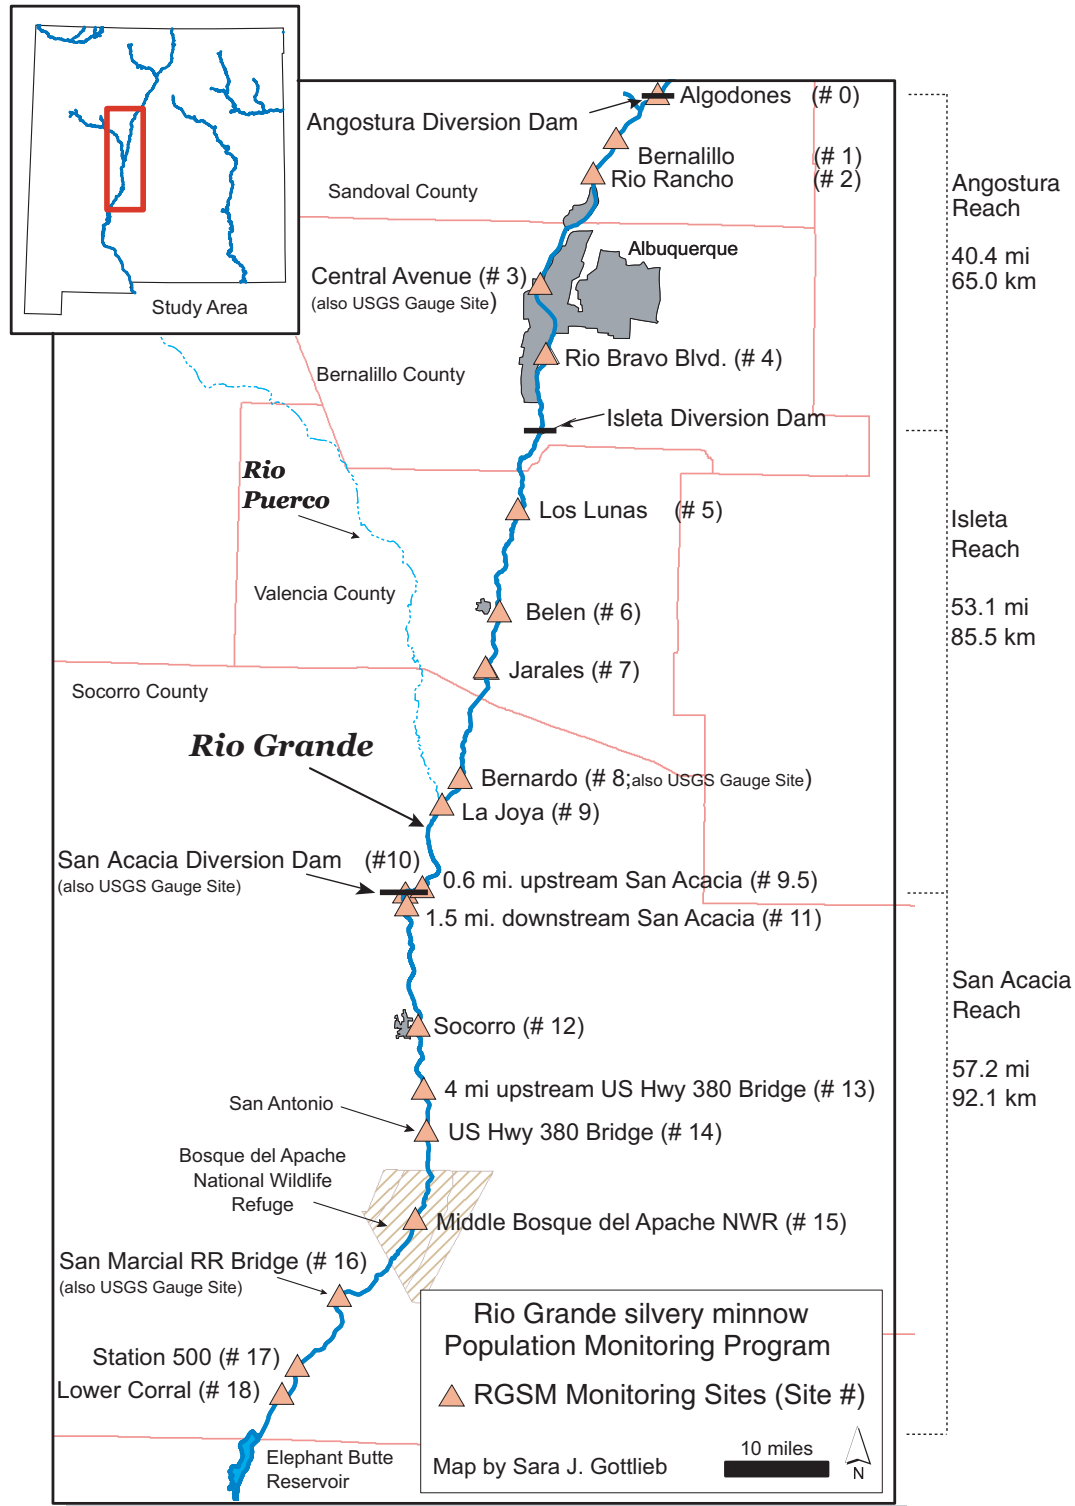 Study Area
Algodones (# 0)
Angostura Diversion Dam
Bernalillo (# 1)
Rio Rancho (# 2)
Sandoval County
Angostura
Reach
40.4 mi
65.0 km
Albuquerque
Central Avenue (# 3)
(also USGS Gauge Site)
Rio Bravo Blvd. (# 4)
Bernalillo County
Isleta Diversion Dam
Rio
Puerco
Los Lunas (# 5)
Isleta
Reach
53.1 mi
85.5 km
Valencia County
Belen (# 6)
Jarales (# 7)
Socorro County
Rio Grande
Bernardo (# 8;also USGS Gauge Site)
La Joya (# 9)
San Acacia Diversion Dam (#10)
(also USGS Gauge Site)
0.6 mi. upstream San Acacia (# 9.5)
1.5 mi. downstream San Acacia (# 11)
San Acacia
Reach
57.2 mi
92.1 km
Socorro (# 12)
4 mi upstream US Hwy 380 Bridge (# 13)
San Antonio
US Hwy 380 Bridge (# 14)
Bosque del Apache
National Wildlife
Refuge
Middle Bosque del Apache NWR (# 15)
San Marcial RR Bridge (# 16)
(also USGS Gauge Site)
Station 500 (# 17)
Lower Corral (# 18)
Elephant Butte
Reservoir
Rio Grande silvery minnow
Population Monitoring Program
RGSM Monitoring Sites (Site #)
10 miles
Map by Sara J. Gottlieb
N